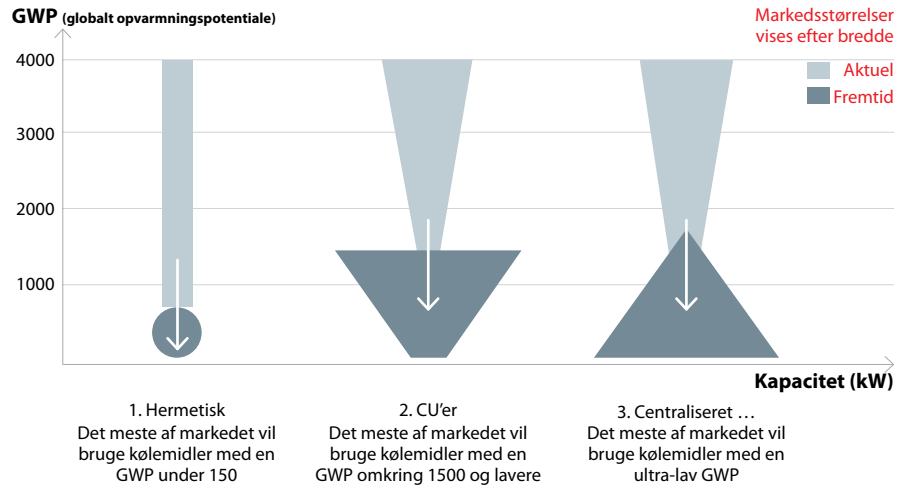 GWP (globalt opvarmningspotentiale)
Markedsstørrelser
vises efter bredde
Aktuel
Fremtid
4000
3000
2000
1000
Kapacitet (kW)
1. Hermetisk
Det meste af markedet vil
bruge kølemidler med en
GWP under 150
2. CU’er
Det meste af markedet vil
bruge kølemidler med en
GWP omkring 1500 og lavere
3. Centraliseret …
Det meste af markedet vil
bruge kølemidler med en
ultra-lav GWP